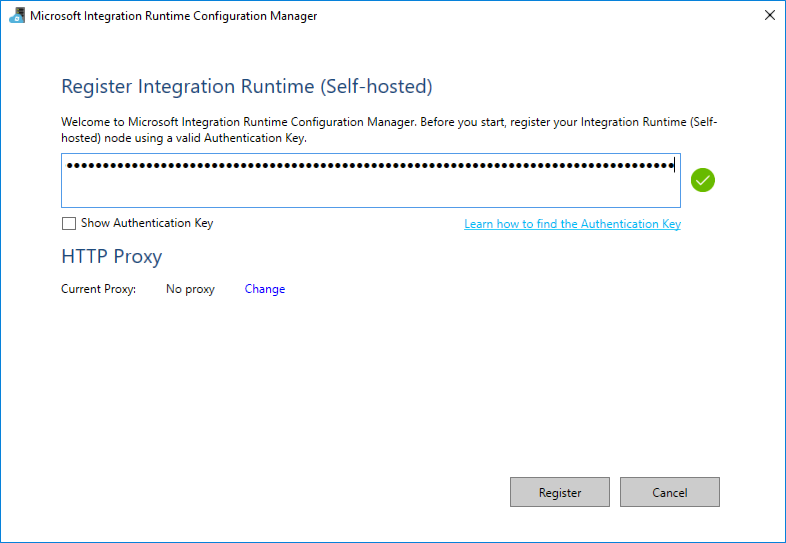 Microsoft Integration Runtime Configuration Manager
Register Integration Runtime (Self-hosted)
Welcome to Microsoft Integration Runtime Configuration Manager. Before you start, register your Integration Runtime (Self-
hosted) node using a valid Authentication Key.
Show Authentication Key
Learn how to find the Authentication Key
HTTP Proxy
Current Proxy: No proxy Change
Register Cancel